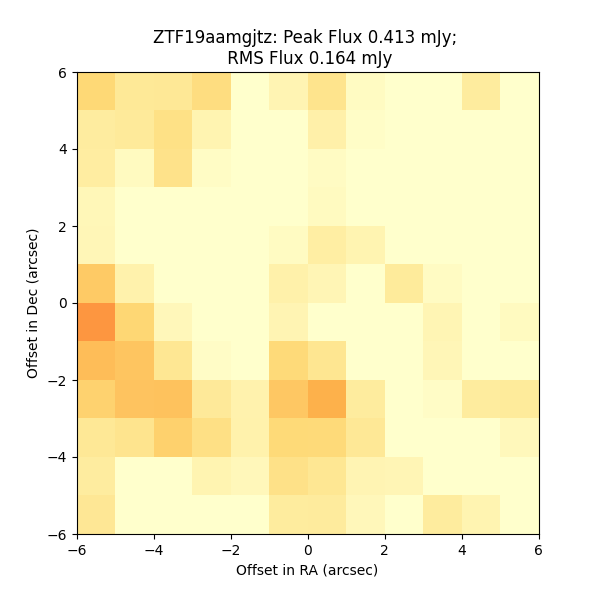 ZTF19aamgjtz: Peak Flux 0.413 mJy;
RMS Flux 0.164 mJy
6
4
2
0
−2
−4
−6
Offset in Dec (arcsec)
−6 −4 −2 0 2 4 6
Offset in RA (arcsec)